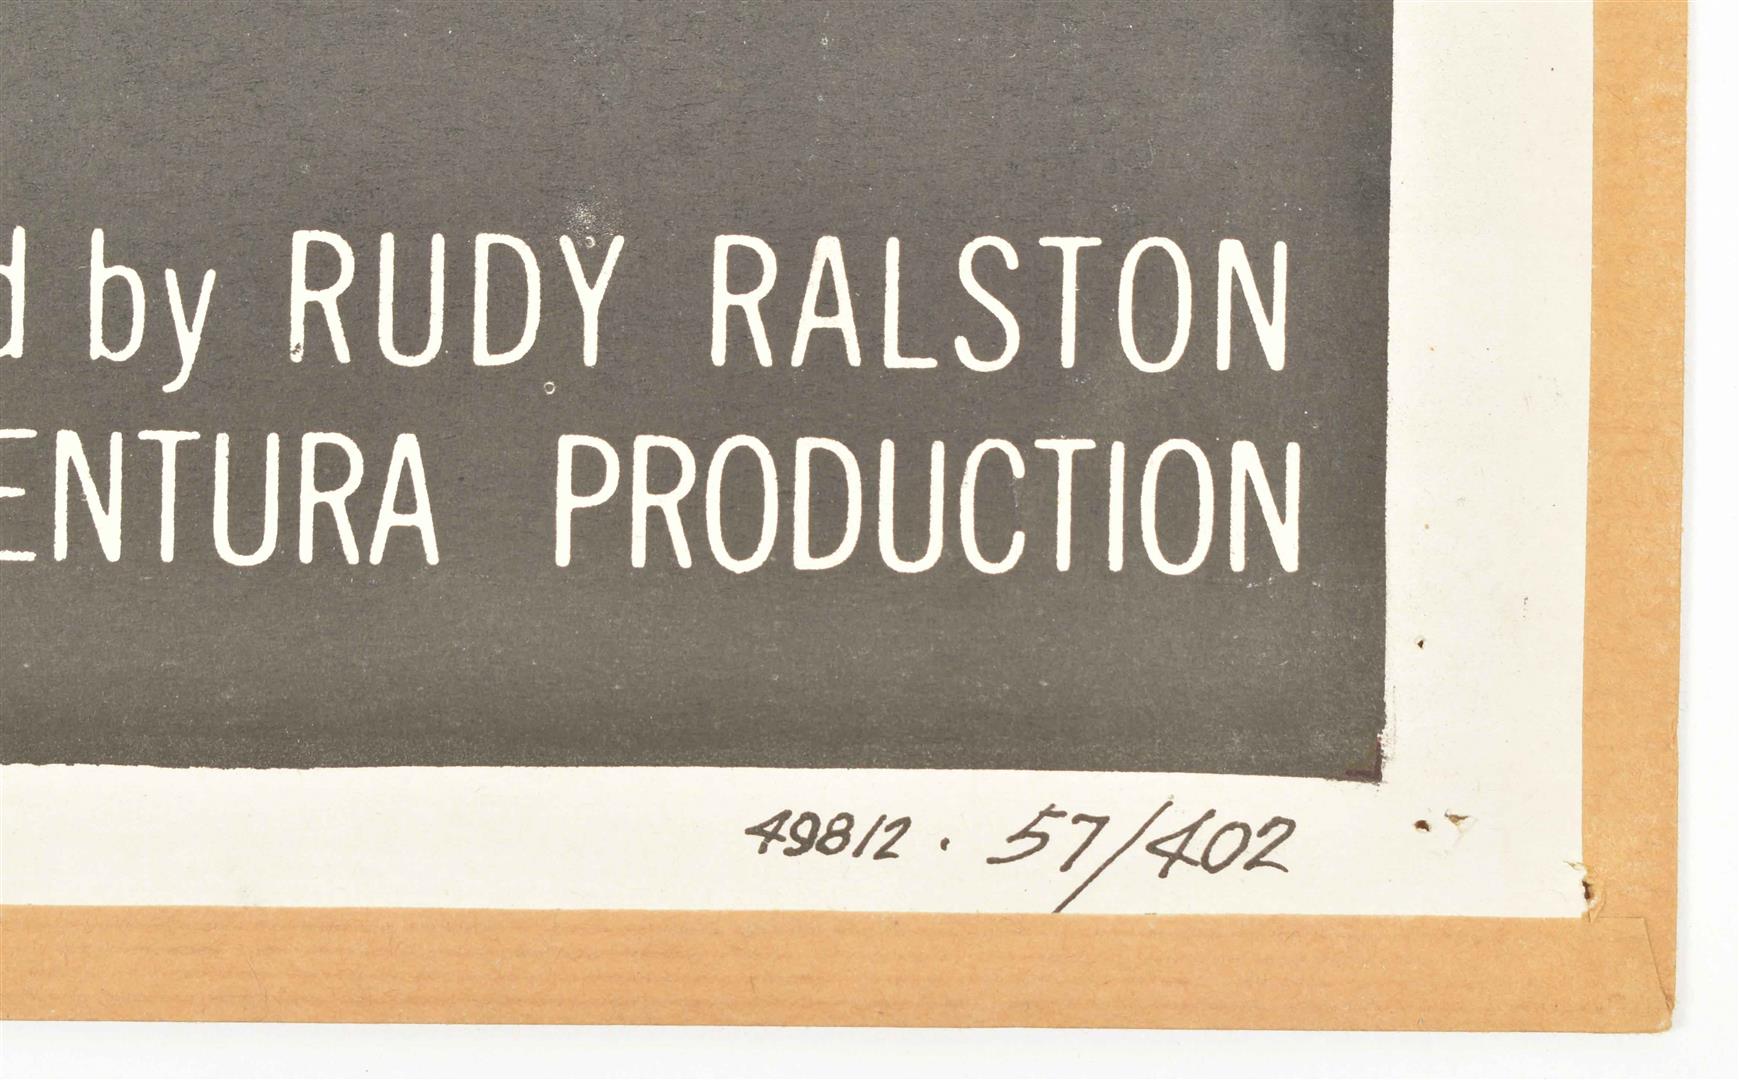 d by RUDY RALSTON
ENTURA PRODUCTION
49812 . 57/402